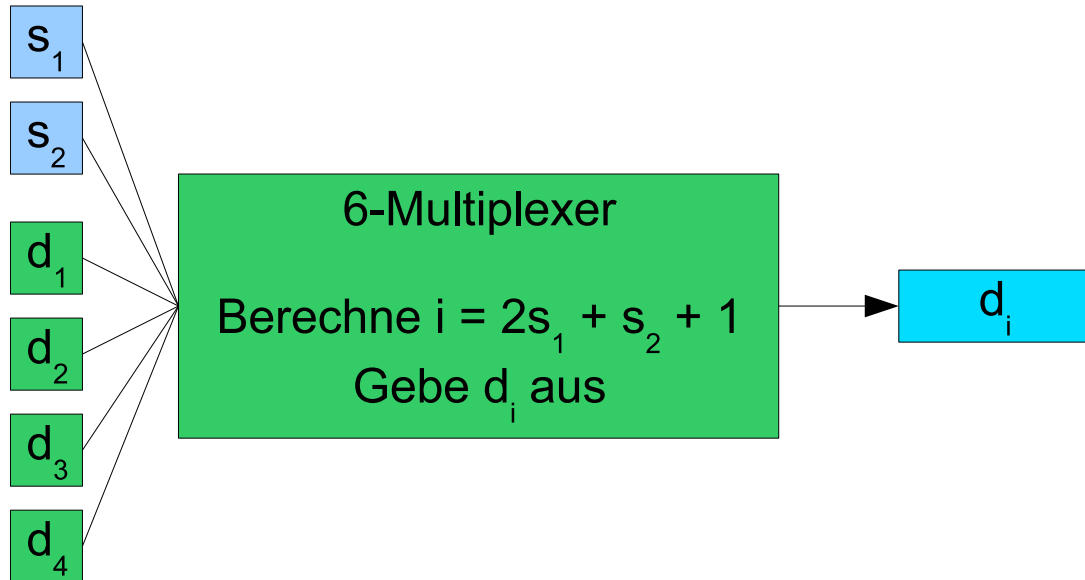 s₁
s₂
d₁
d₂
d₃
d₄
6-Multiplexer
Berechne i = 2s₁ + s₂ + 1
Gebe dᵢ aus
dᵢ